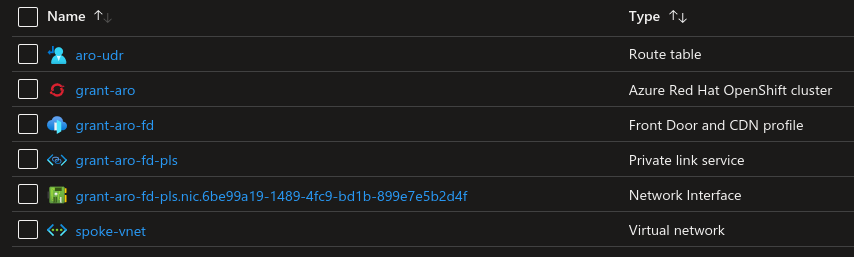 Name ↑↓ Type ↑↓
aro-udr Route table
grant-aro Azure Red Hat OpenShift cluster
grant-aro-fd Front Door and CDN profile
grant-aro-fd-pls Private link service
grant-aro-fd-pls.nic.6be99a19-1489-4fc9-bd1b-899e7e5b2d4f Network Interface
spoke-vnet Virtual network